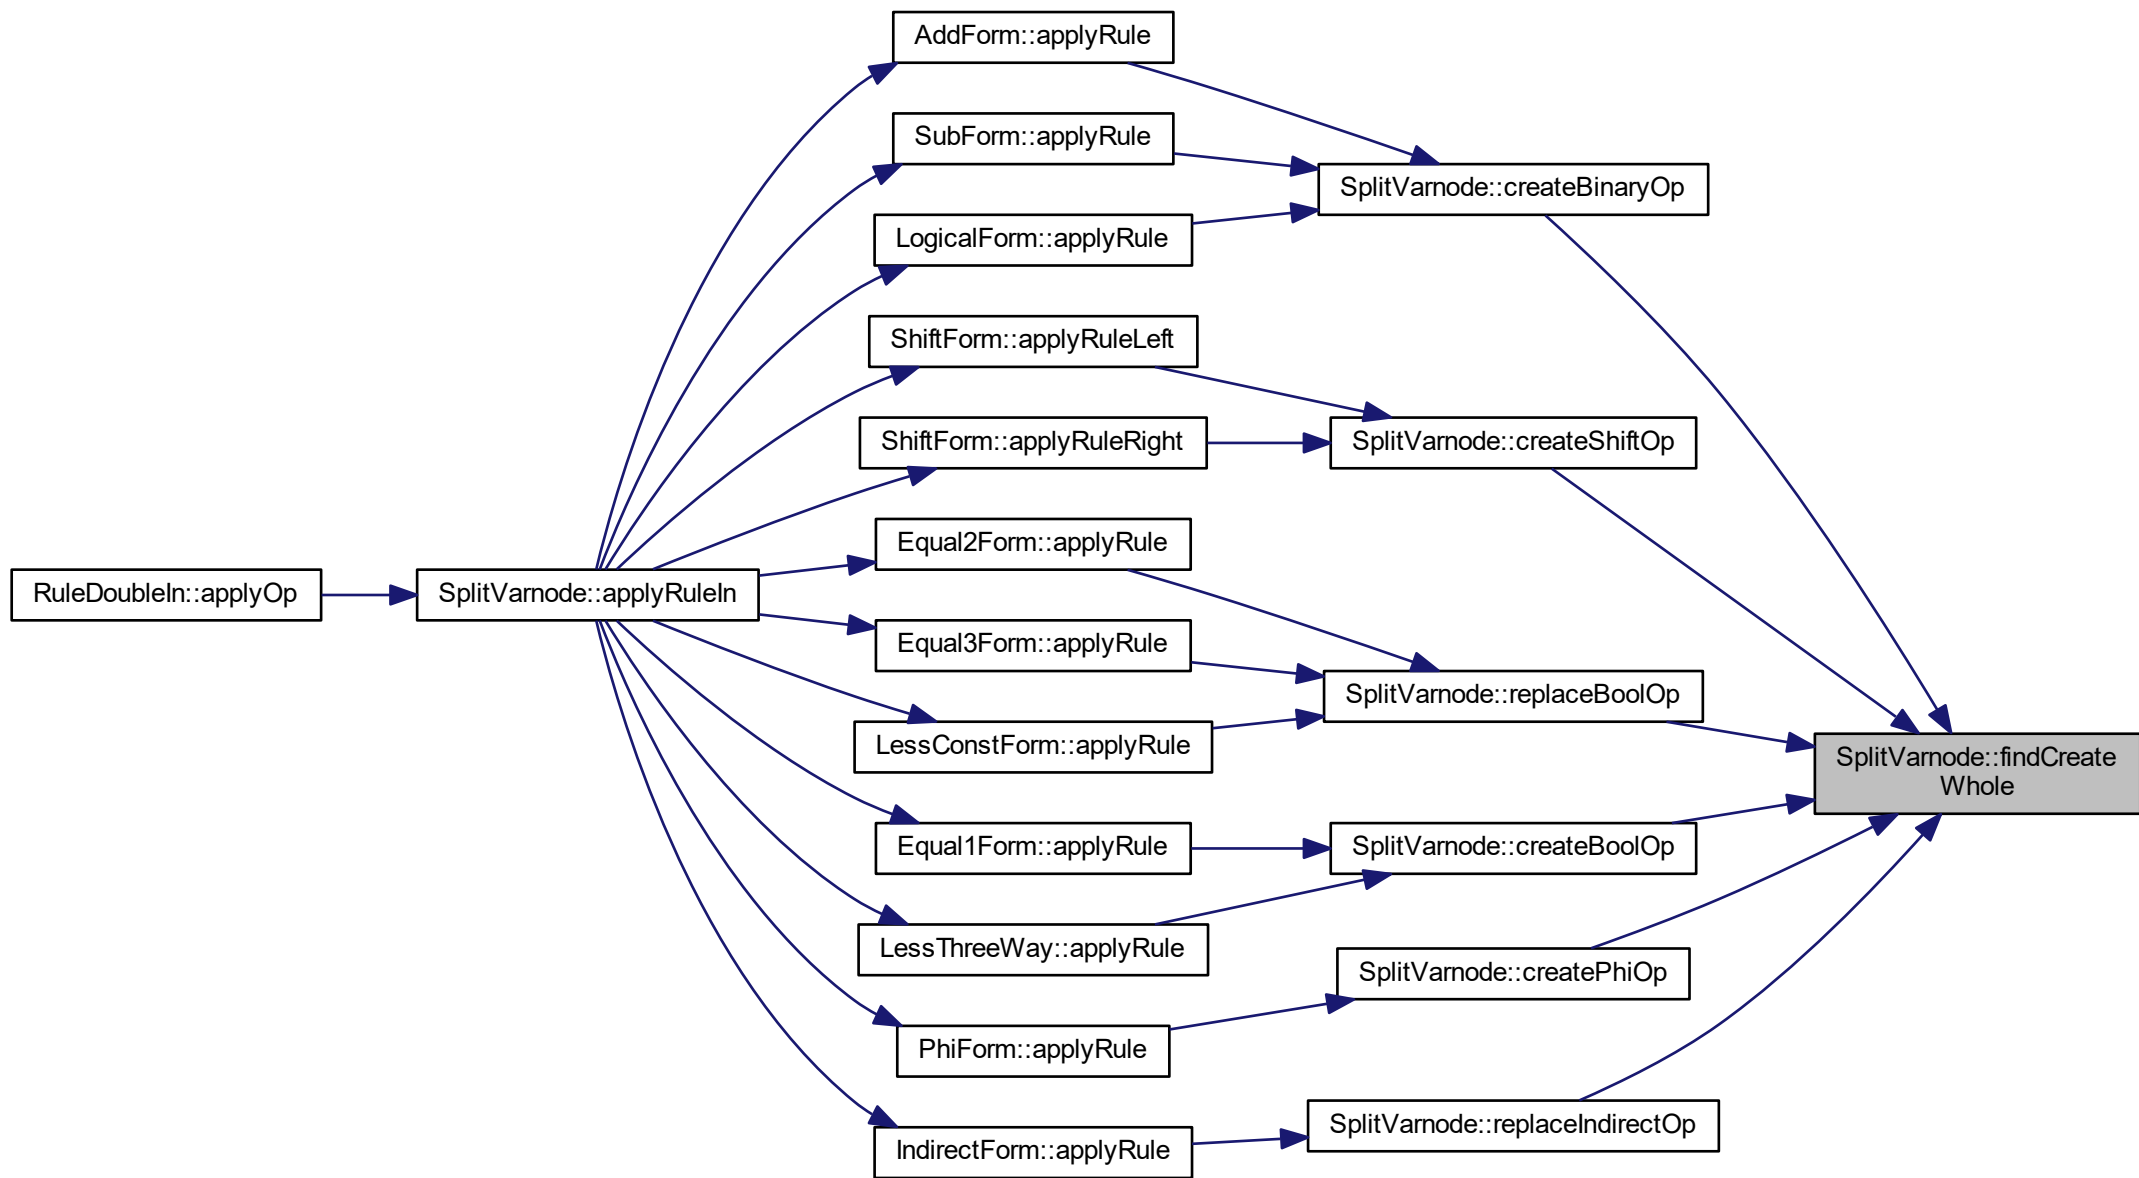 AddForm::applyRule
SubForm::applyRule
SplitVarnode::createBinaryOp
LogicalForm::applyRule
ShiftForm::applyRuleLeft
ShiftForm::applyRuleRight
SplitVarnode::createShiftOp
Equal2Form::applyRule
RuleDoubleIn::applyOp
SplitVarnode::applyRuleIn
Equal3Form::applyRule
SplitVarnode::replaceBoolOp
LessConstForm::applyRule
SplitVarnode::findCreate
Whole
Equal1Form::applyRule
SplitVarnode::createBoolOp
LessThreeWay::applyRule
SplitVarnode::createPhiOp
PhiForm::applyRule
SplitVarnode::replaceIndirectOp
IndirectForm::applyRule